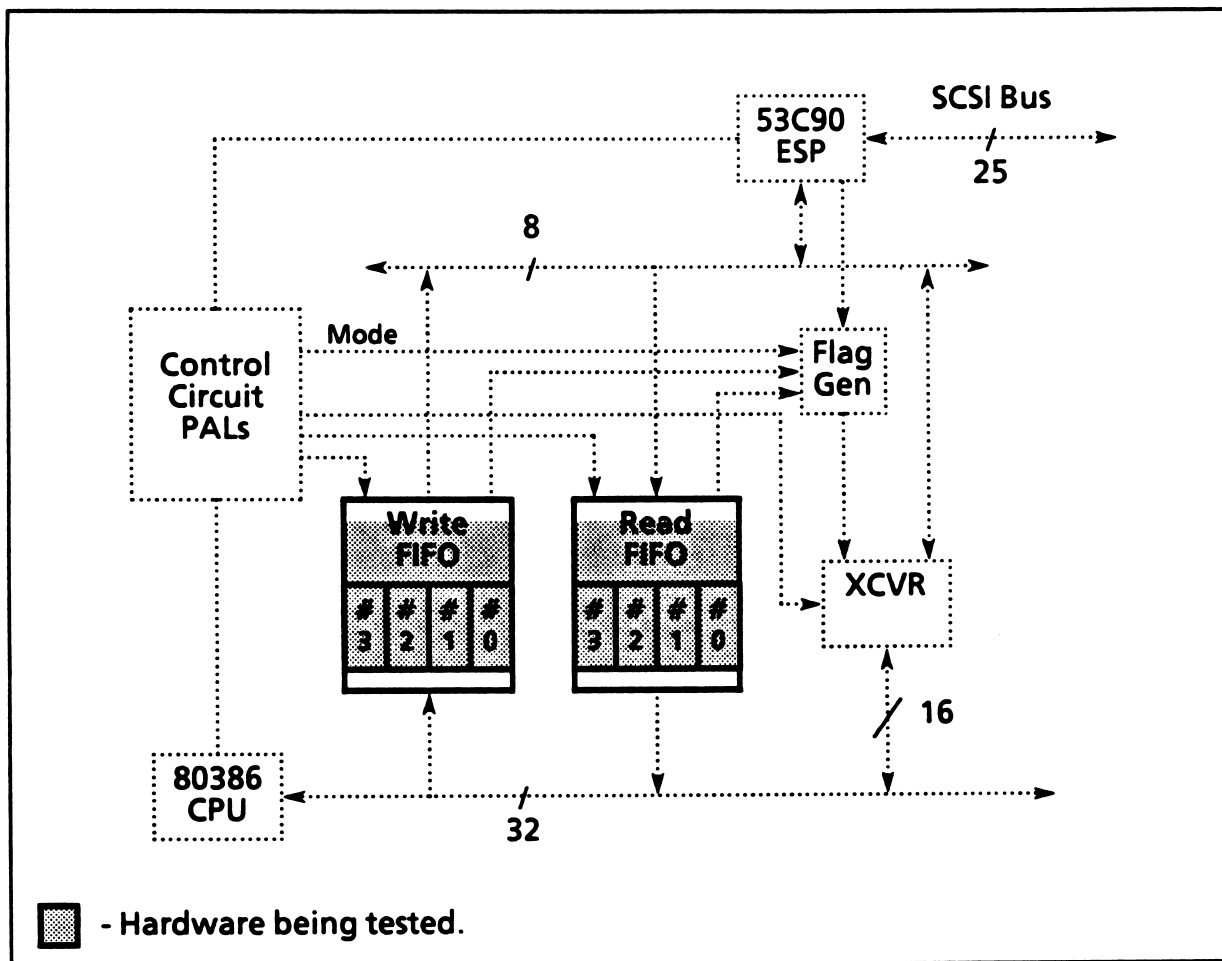 SCSI Bus
53C90
ESP
25
8
Mode
Control
Circuit
PALs
Flag
Gen
Write
FIFO
# # # #
3 2 1 0
Read
FIFO
# # # #
3 2 1 0
XCVR
16
80386
CPU
32
- Hardware being tested.